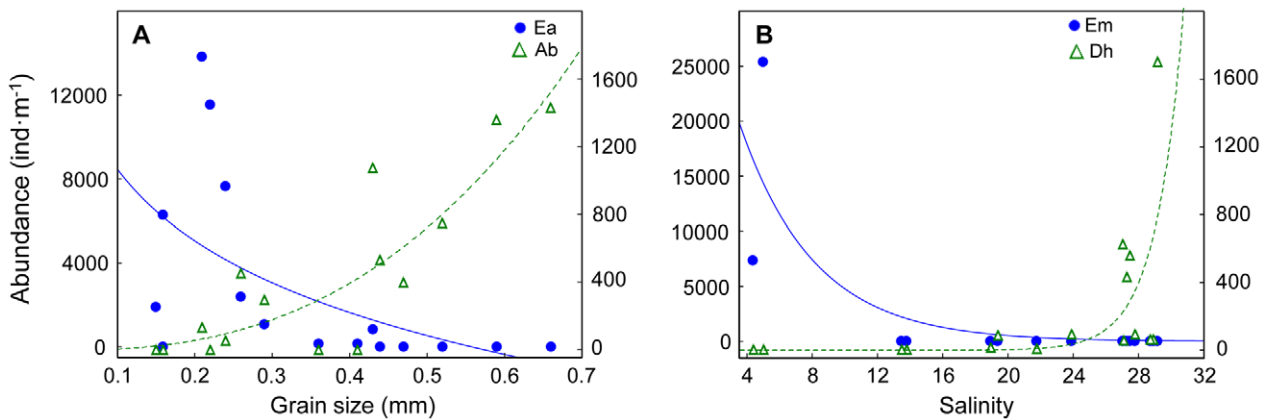 A
Ea
Ab
Abundance (ind·m⁻¹)
12000
8000
4000
0
1600
1200
800
400
0
0.1 0.2 0.3 0.4 0.5 0.6 0.7
Grain size (mm)
B
Em
Dh
25000
20000
15000
10000
5000
0
1600
1200
800
400
0
4 8 12 16 20 24 28 32
Salinity